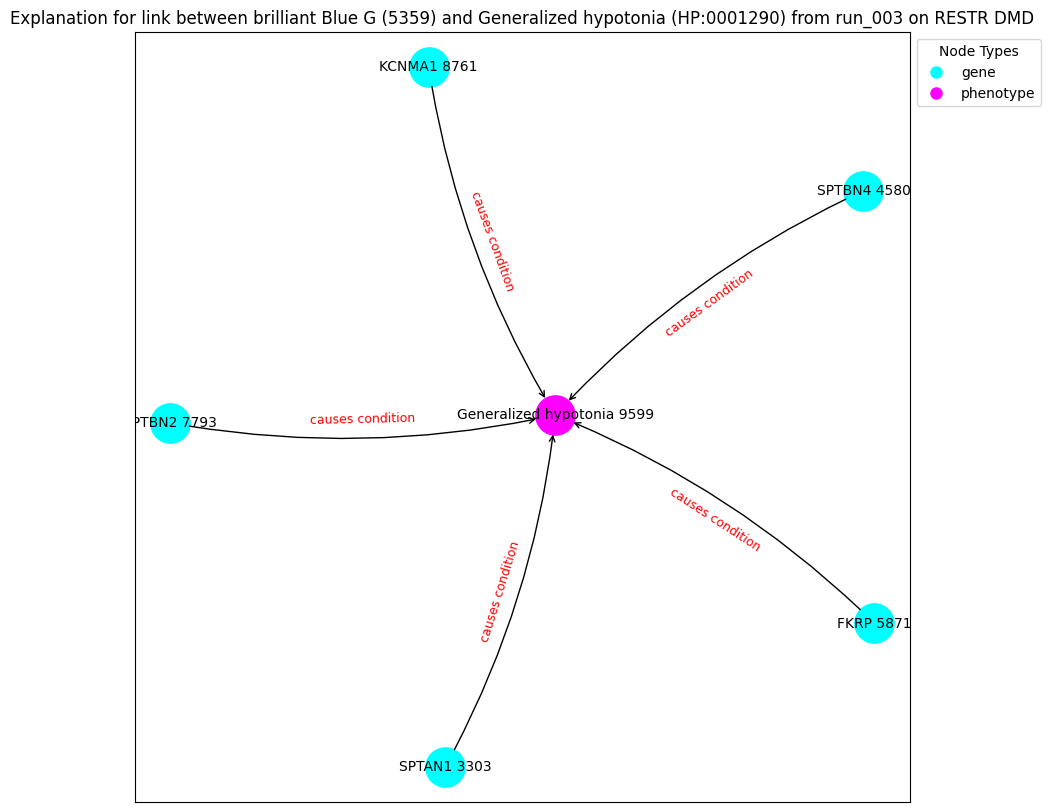 Explanation for link between brilliant Blue G (5359) and Generalized hypotonia (HP:0001290) from run_003 on RESTR DMD
Node Types
gene
phenotype
KCNMA1 8761
SPTBN4 4580
causes condition
causes condition
Generalized hypotonia 9599
PTBN2 7793
causes condition
causes condition
causes condition
FKRP 5871
SPTAN1 3303